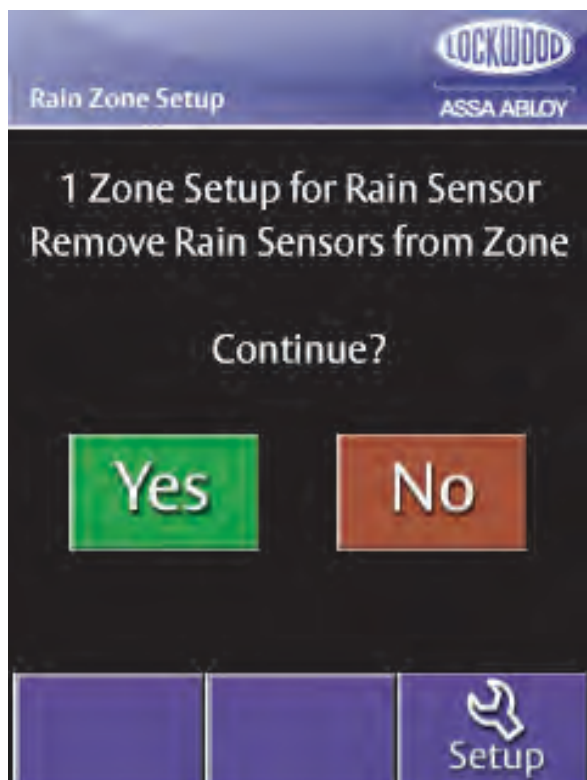 LOCKWOOD
Rain Zone Setup
ASSA ABLOY
1 Zone Setup for Rain Sensor
Remove Rain Sensors from Zone
Continue?
Yes No
Setup